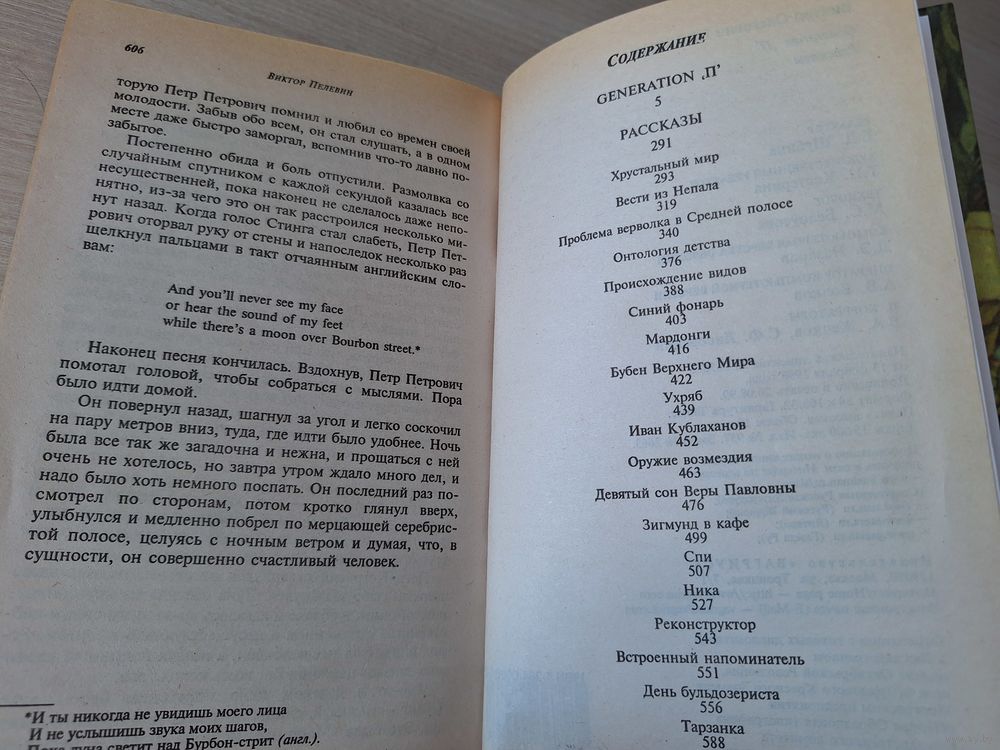 606
Виктор Пелевин
торую Петр Петрович помнил и любил со времен своей
молодости. Забыв обо всем, он стал слушать, а в одном
месте даже быстро заморгал, вспомнив что-то давно по-
забытое.
Постепенно обида и боль отпустили. Размолвка со
случайным спутником с каждой секундой казалась все
несущественней, пока наконец не сделалось даже непо-
нятно, из-за чего это он так расстроился несколько ми-
нут назад. Когда голос Стинга стал слабеть, Петр Пет-
рович оторвал руку от стены и напоследок несколько раз
щелкнул пальцами в такт отчаянным английским сло-
вам:
And you'll never see my face
or hear the sound of my feet
while there's a moon over Bourbon street.*
Наконец песня кончилась. Вздохнув, Петр Петрович
помотал головой, чтобы собраться с мыслями. Пора
было идти домой.
Он повернул назад, шагнул за угол и легко соскочил
на пару метров вниз, туда, где идти было удобнее. Ночь
была все так же загадочна и нежна, и прощаться с ней
очень не хотелось, но завтра утром ждало много дел, и
надо было хоть немного поспать. Он последний раз по-
смотрел по сторонам, потом кротко глянул вверх,
улыбнулся и медленно побрел по мерцающей серебрис-
той полосе, целуясь с ночным ветром и думая, что, в
сущности, он совершенно счастливый человек.
*И ты никогда не увидишь моего лица
И не услышишь звука моих шагов,
Пока луна светит над Бурбон-стрит (англ.).
Содержание
GENERATION ‚П'
5
РАССКАЗЫ
291
Хрустальный мир
293
Вести из Непала
319
Проблема верволка в Средней полосе
340
Онтология детства
376
Происхождение видов
388
Синий фонарь
403
Мардонги
416
Бубен Верхнего Мира
422
Ухряб
439
Иван Кублаханов
452
Оружие возмездия
463
Девятый сон Веры Павловны
476
Зигмунд в кафе
499
Спи
507
Ника
527
Реконструктор
543
Встроенный напоминатель
551
День бульдозериста
556
Тарзанка
588